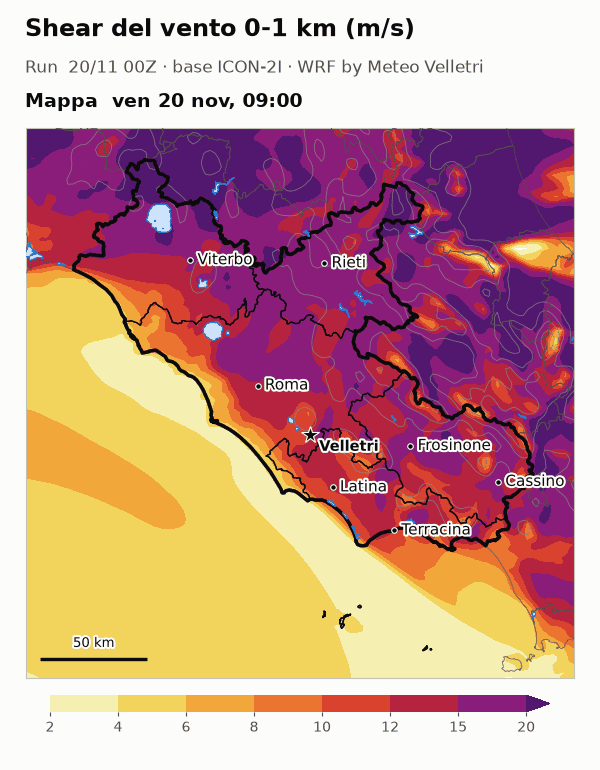 Shear del vento 0-1 km (m/s)
Run  20/11 00Z · base ICON-2I · WRF by Meteo Velletri
Mappa  ven 20 nov, 09:00
Viterbo
Rieti
Roma
Velletri
Frosinone
Cassino
Latina
Terracina
50 km
2 4 6 8 10 12 15 20